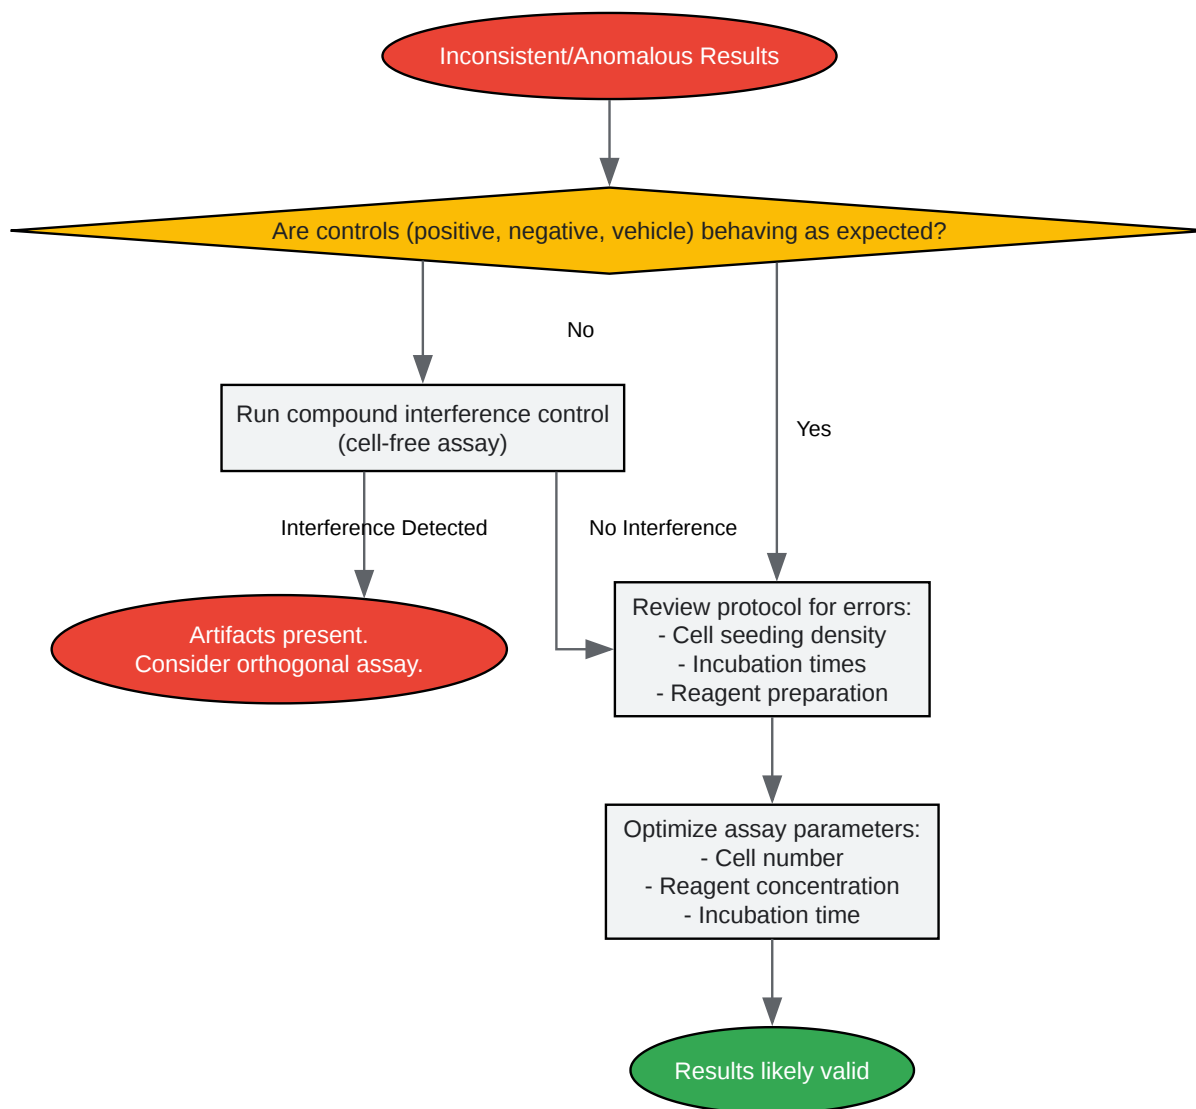 Inconsistent/Anomalous Results
Are controls (positive, negative, vehicle) behaving as expected?
No
Run compound interference control
(cell-free assay)
Yes
Interference Detected
No Interference
Artifacts present.
Consider orthogonal assay.
Review protocol for errors:
- Cell seeding density
- Incubation times
- Reagent preparation
Optimize assay parameters:
- Cell number
- Reagent concentration
- Incubation time
Results likely valid